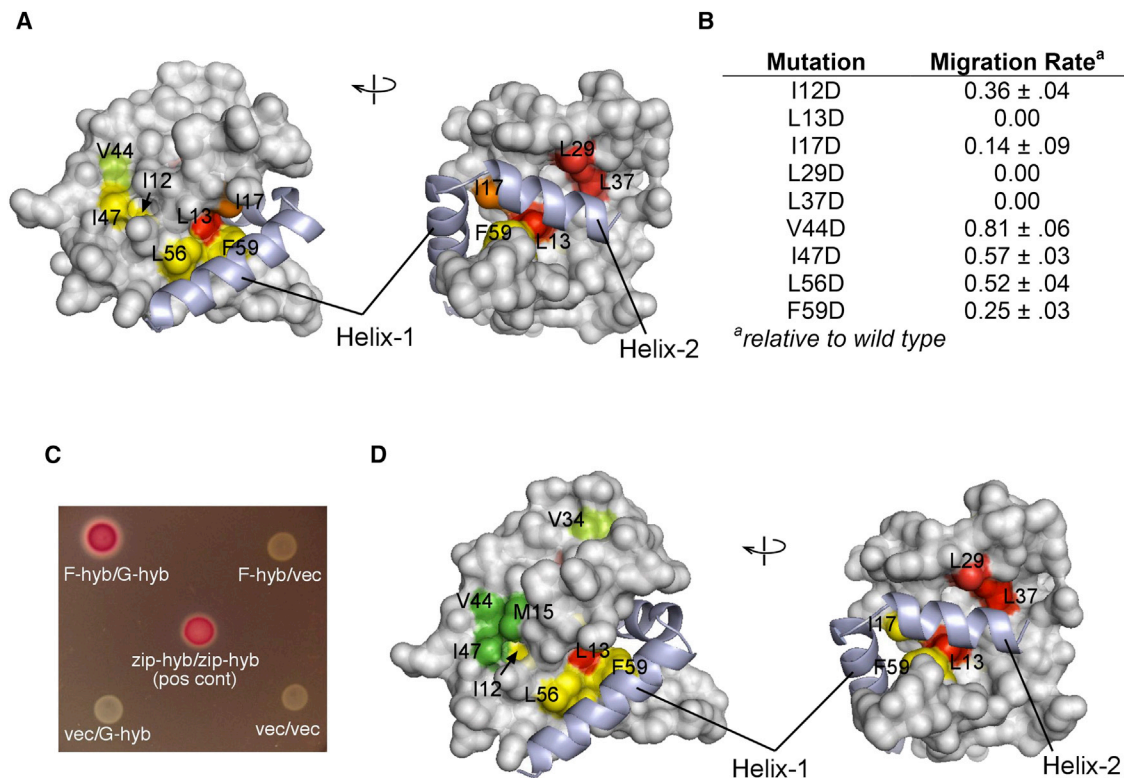 A
V44
I12
I47
L13
I17
L56
F59
Helix-1
L29
L37
I17
F59
L13
Helix-2
B
Mutation Migration Rateᵃ
I12D 0.36 ± .04
L13D 0.00
I17D 0.14 ± .09
L29D 0.00
L37D 0.00
V44D 0.81 ± .06
I47D 0.57 ± .03
L56D 0.52 ± .04
F59D 0.25 ± .03
ᵃrelative to wild type
C
F-hyb/G-hyb
F-hyb/vec
zip-hyb/zip-hyb
(pos cont)
vec/G-hyb
vec/vec
D
V34
V44
M15
I47
L13
I12
F59
L56
Helix-1
L29
L37
I17
F59
L13
Helix-2